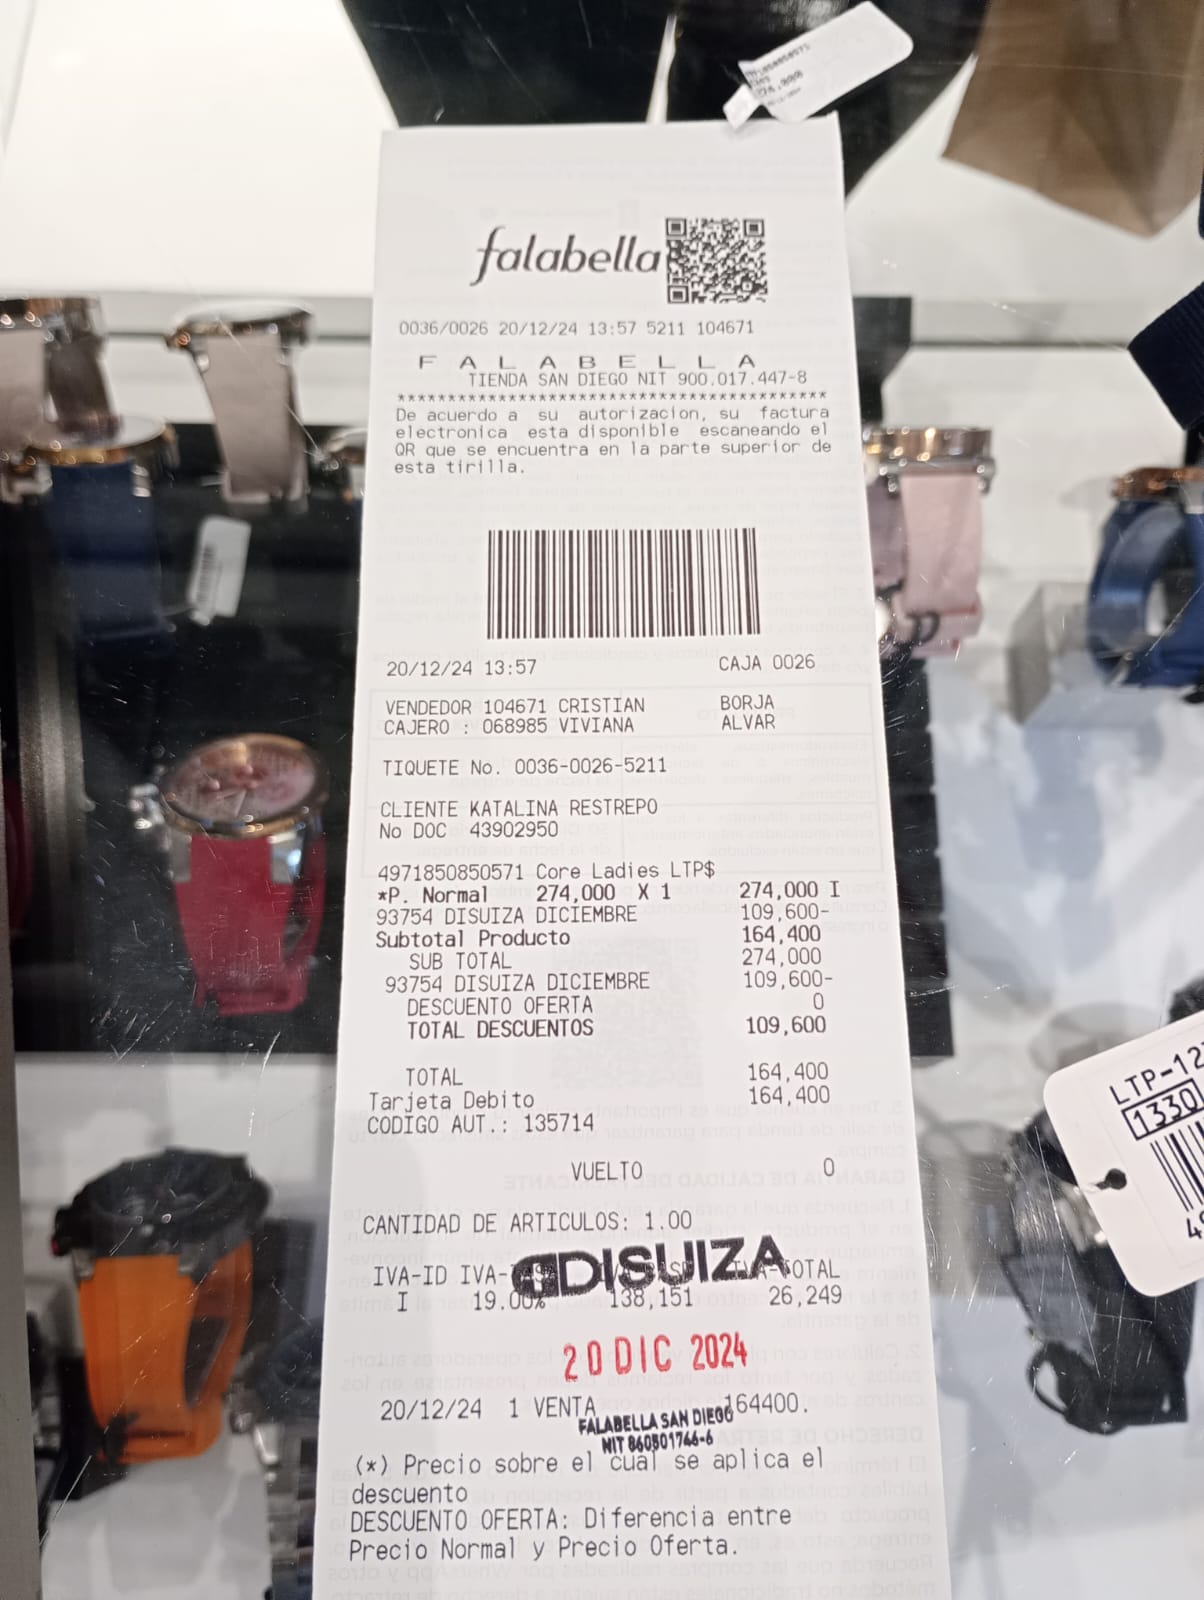 falabella
0036/0026 20/12/24 13:57 5211 104671
F A L A B E L L A
TIENDA SAN DIEGO NIT 900.017.447-8
*****************************************
De acuerdo a su autorizacion, su factura
electronica esta disponible escaneando el
QR que se encuentra en la parte superior de
esta tirilla.
20/12/24 13:57 CAJA 0026
VENDEDOR 104671 CRISTIAN BORJA
CAJERO : 068985 VIVIANA ALVAR
TIQUETE No. 0036-0026-5211
CLIENTE KATALINA RESTREPO
No DOC 43902950
4971850850571 Core Ladies LTP$
*P. Normal 274,000 X 1 274,000 I
93754 DISUIZA DICIEMBRE 109,600-
Subtotal Producto 164,400
SUB TOTAL 274,000
93754 DISUIZA DICIEMBRE 109,600-
DESCUENTO OFERTA 0
TOTAL DESCUENTOS 109,600
TOTAL 164,400
Tarjeta Debito 164,400
CODIGO AUT.: 135714
VUELTO 0
CANTIDAD DE ARTICULOS: 1.00
DISUIZA
IVA-ID IVA- TOTAL
I 19.00% 138,151 26,249
20 DIC 2024
20/12/24 1 VENTA 164400.
FALABELLA SAN DIEGO
NIT 860501746-6
(*) Precio sobre el cual se aplica el
descuento
DESCUENTO OFERTA: Diferencia entre
Precio Normal y Precio Oferta.
LTP-12
1330